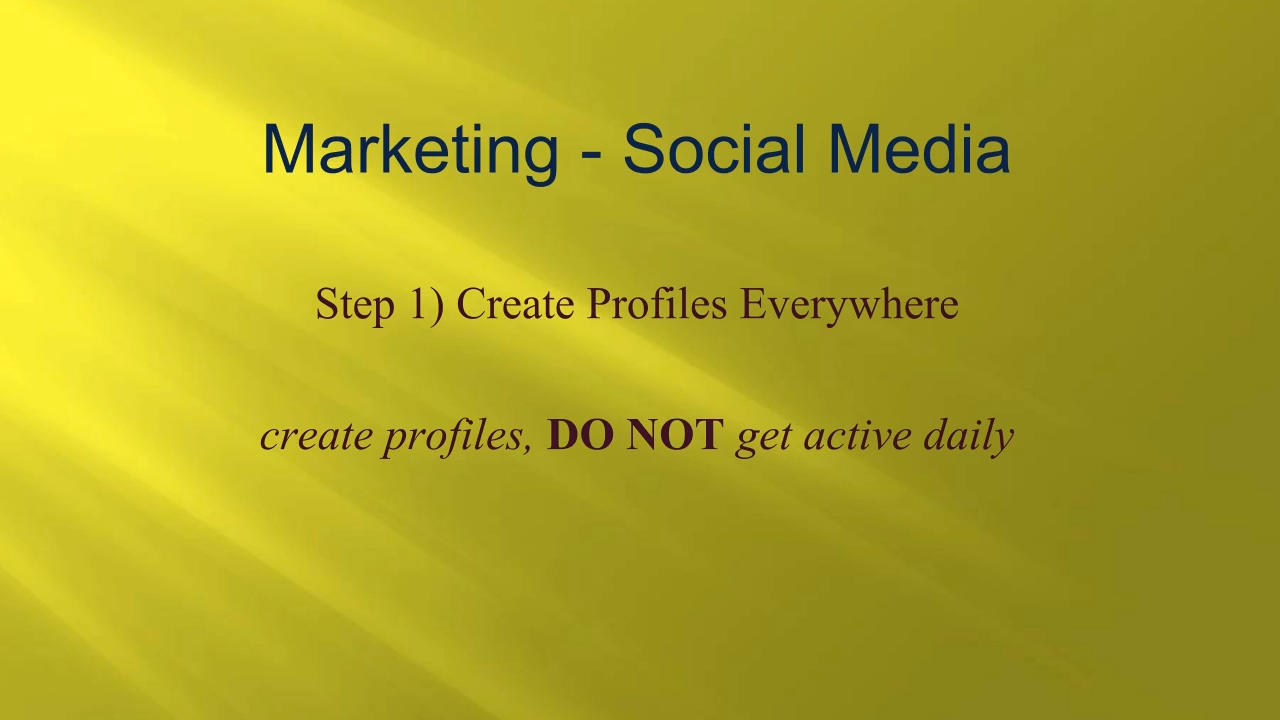 Marketing - Social Media
Step 1) Create Profiles Everywhere
create profiles, DO NOT get active daily